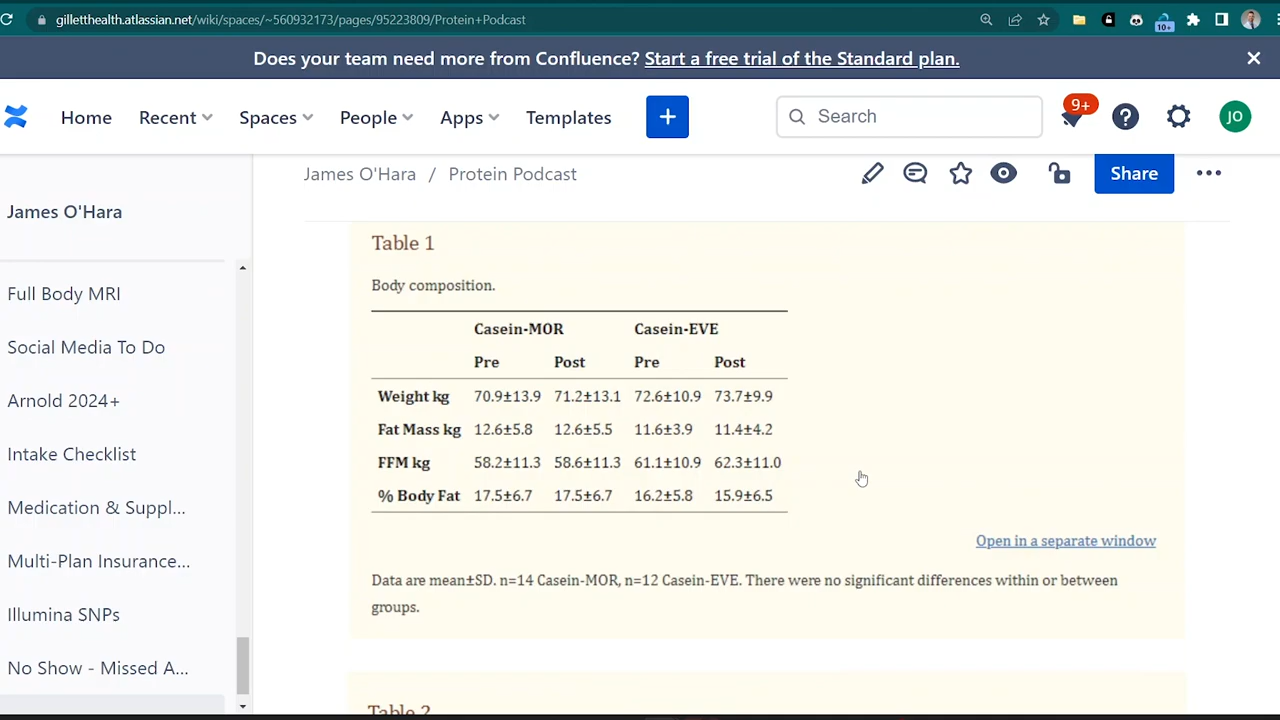 gilletthealth.atlassian.net/wiki/spaces/~560932173/pages/95223809/Protein+Podcast
10+
Does your team need more from Confluence? Start a free trial of the Standard plan.
Home Recent Spaces People Apps Templates + Search 9+ ? JO
James O'Hara / Protein Podcast Share
James O'Hara
Full Body MRI
Social Media To Do
Arnold 2024+
Intake Checklist
Medication & Suppl...
Multi-Plan Insurance...
Illumina SNPs
No Show - Missed A...
Table 1
Body composition.
Casein-MOR Casein-EVE
Pre Post Pre Post
Weight kg 70.9±13.9 71.2±13.1 72.6±10.9 73.7±9.9
Fat Mass kg 12.6±5.8 12.6±5.5 11.6±3.9 11.4±4.2
FFM kg 58.2±11.3 58.6±11.3 61.1±10.9 62.3±11.0
% Body Fat 17.5±6.7 17.5±6.7 16.2±5.8 15.9±6.5
Open in a separate window
Data are mean±SD. n=14 Casein-MOR, n=12 Casein-EVE. There were no significant differences within or between
groups.
Table 2